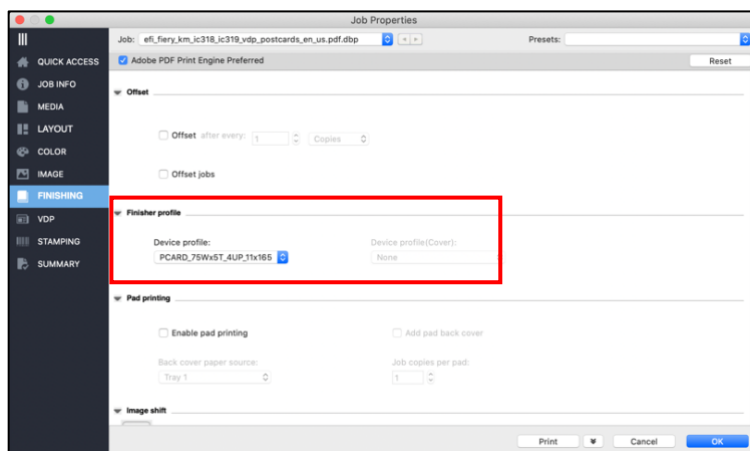 Job Properties
Job: efi_fiery_km_ic318_ic319_vdp_postcards_en_us.pdf.dbp Presets:
QUICK ACCESS
JOB INFO
MEDIA
LAYOUT
COLOR
IMAGE
FINISHING
VDP
STAMPING
SUMMARY
Adobe PDF Print Engine Preferred Reset
Offset
Offset after every: 1 Copies
Offset jobs
Finisher profile
Device profile: Device profile(Cover):
PCARD_75Wx5T_4UP_11x165 None
Pad printing
Enable pad printing Add pad back cover
Back cover paper source: Job copies per pad:
Tray 1 1
Image shift
Print Cancel OK